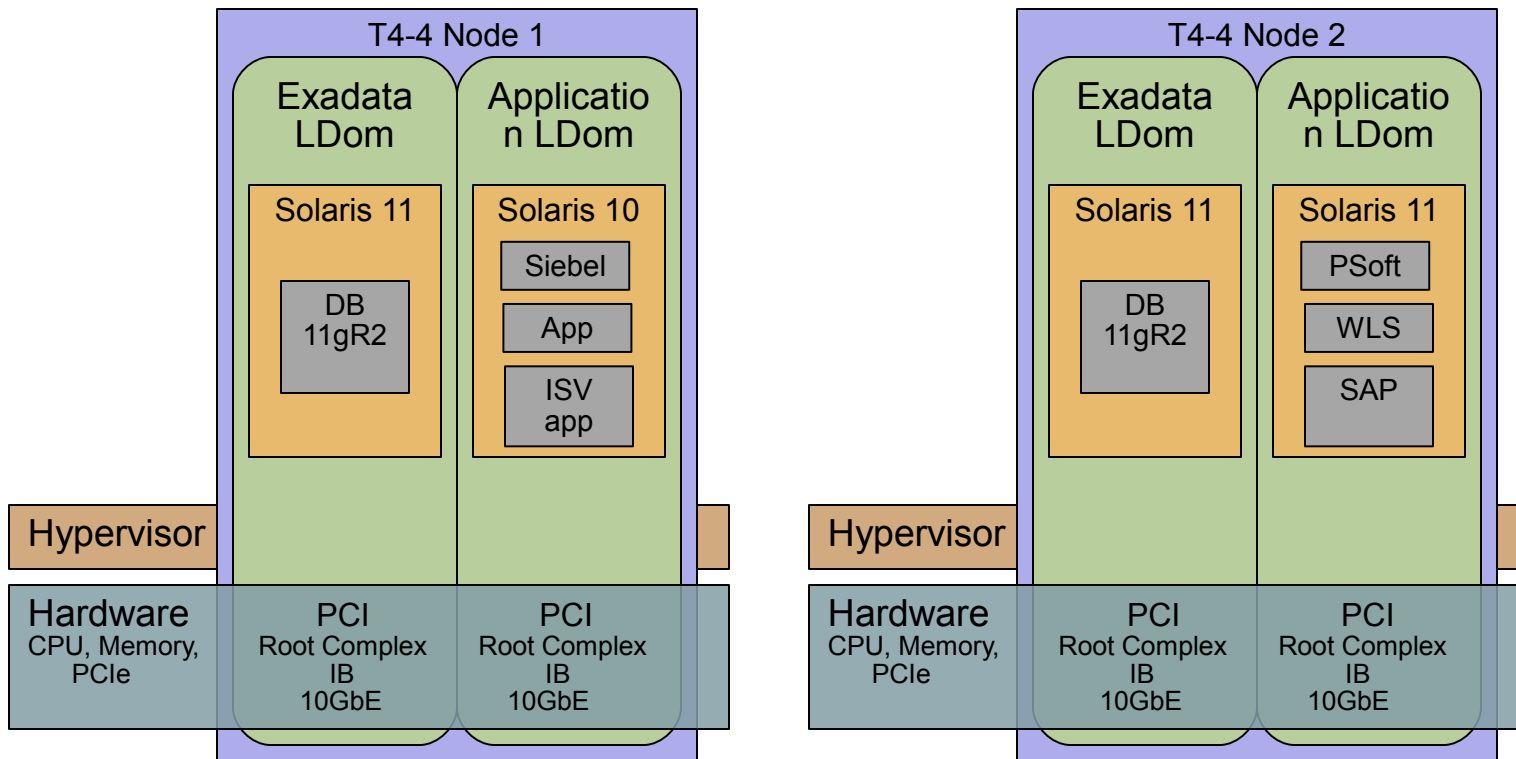 T4-4 Node 1
Exadata
LDom
Applicatio
n LDom
Solaris 11
DB
11gR2
Solaris 10
Siebel
App
ISV
app
Hypervisor
Hardware
CPU, Memory,
PCIe
PCI
Root Complex
IB
10GbE
PCI
Root Complex
IB
10GbE
T4-4 Node 2
Exadata
LDom
Applicatio
n LDom
Solaris 11
DB
11gR2
Solaris 11
PSoft
WLS
SAP
Hypervisor
Hardware
CPU, Memory,
PCIe
PCI
Root Complex
IB
10GbE
PCI
Root Complex
IB
10GbE